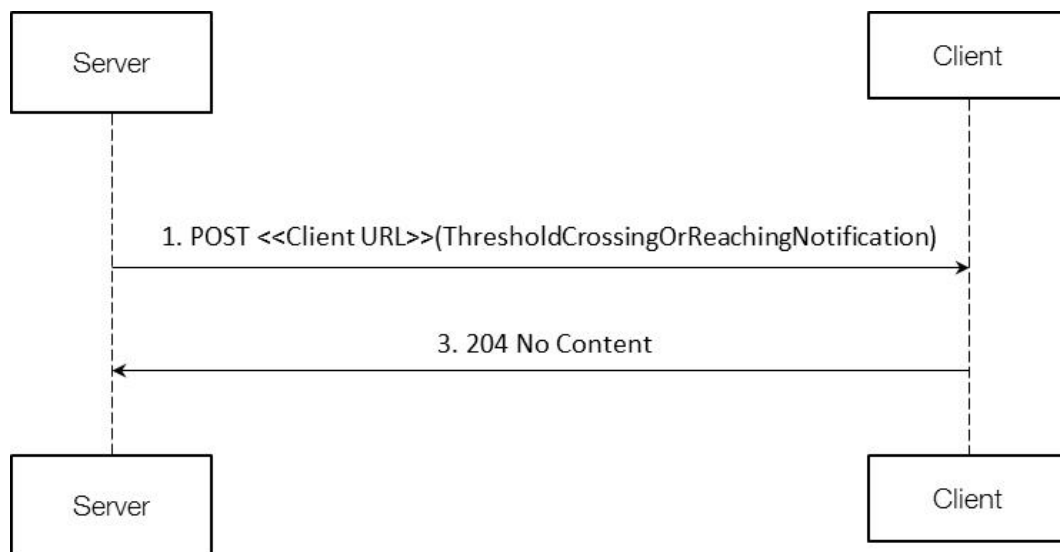 Server
Client
1. POST <<Client URL>>(ThresholdCrossingOrReachingNotification)
3. 204 No Content
Server
Client